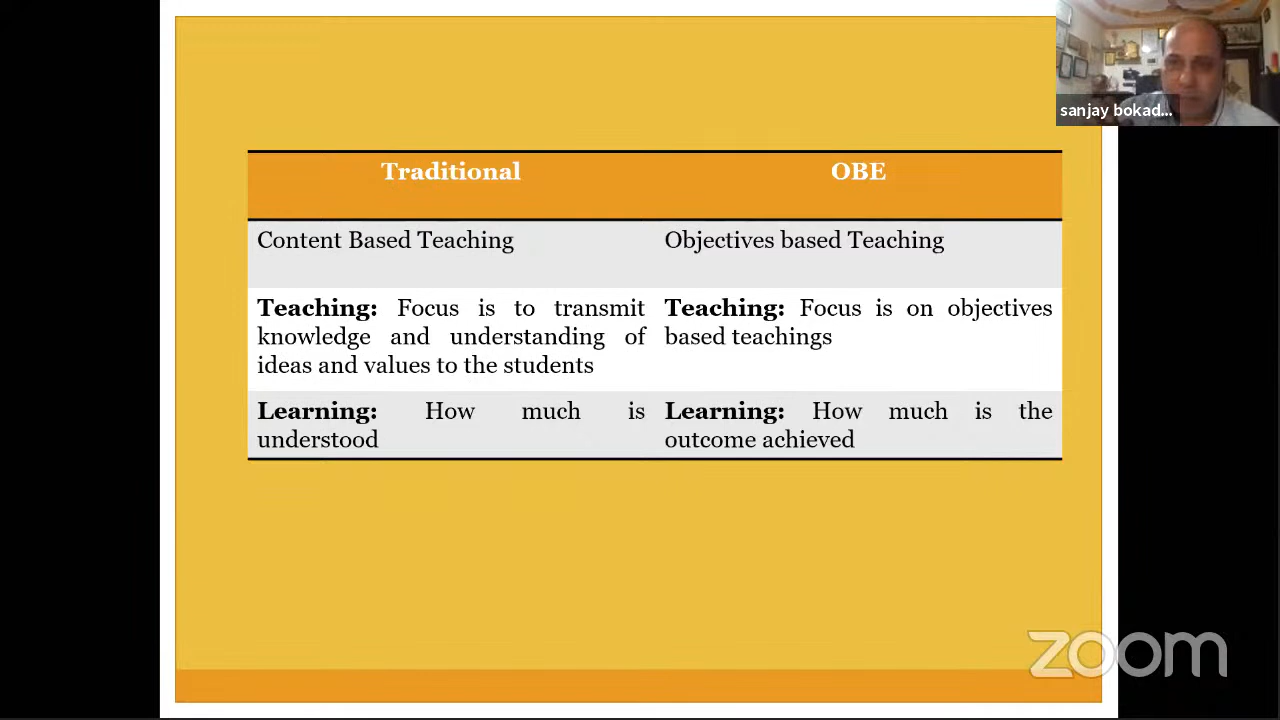 sanjay bokad...
Traditional
OBE
Content Based Teaching
Objectives based Teaching
Teaching: Focus is to transmit
knowledge and understanding of
ideas and values to the students
Teaching: Focus is on objectives
based teachings
Learning: How much is
understood
Learning: How much is the
outcome achieved
zoom